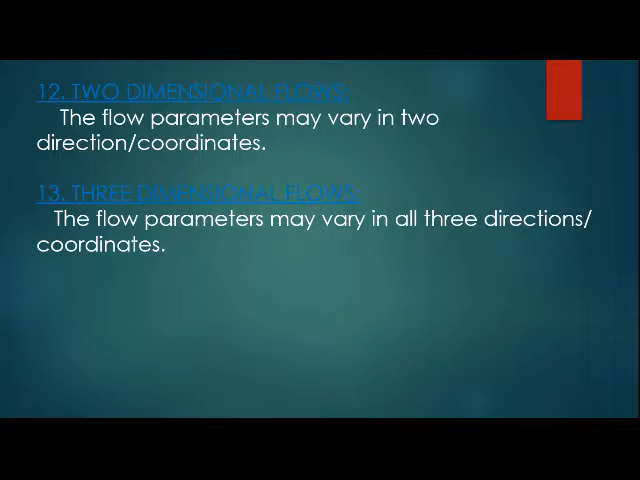 12. TWO DIMENSIONAL FLOWS:
The flow parameters may vary in two
direction/coordinates.
13. THREE DIMENSIONAL FLOWS:
The flow parameters may vary in all three directions/
coordinates.